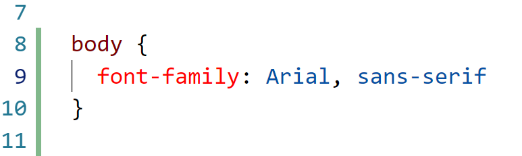 7
8 body {
9 font-family: Arial, sans-serif
10 }
11